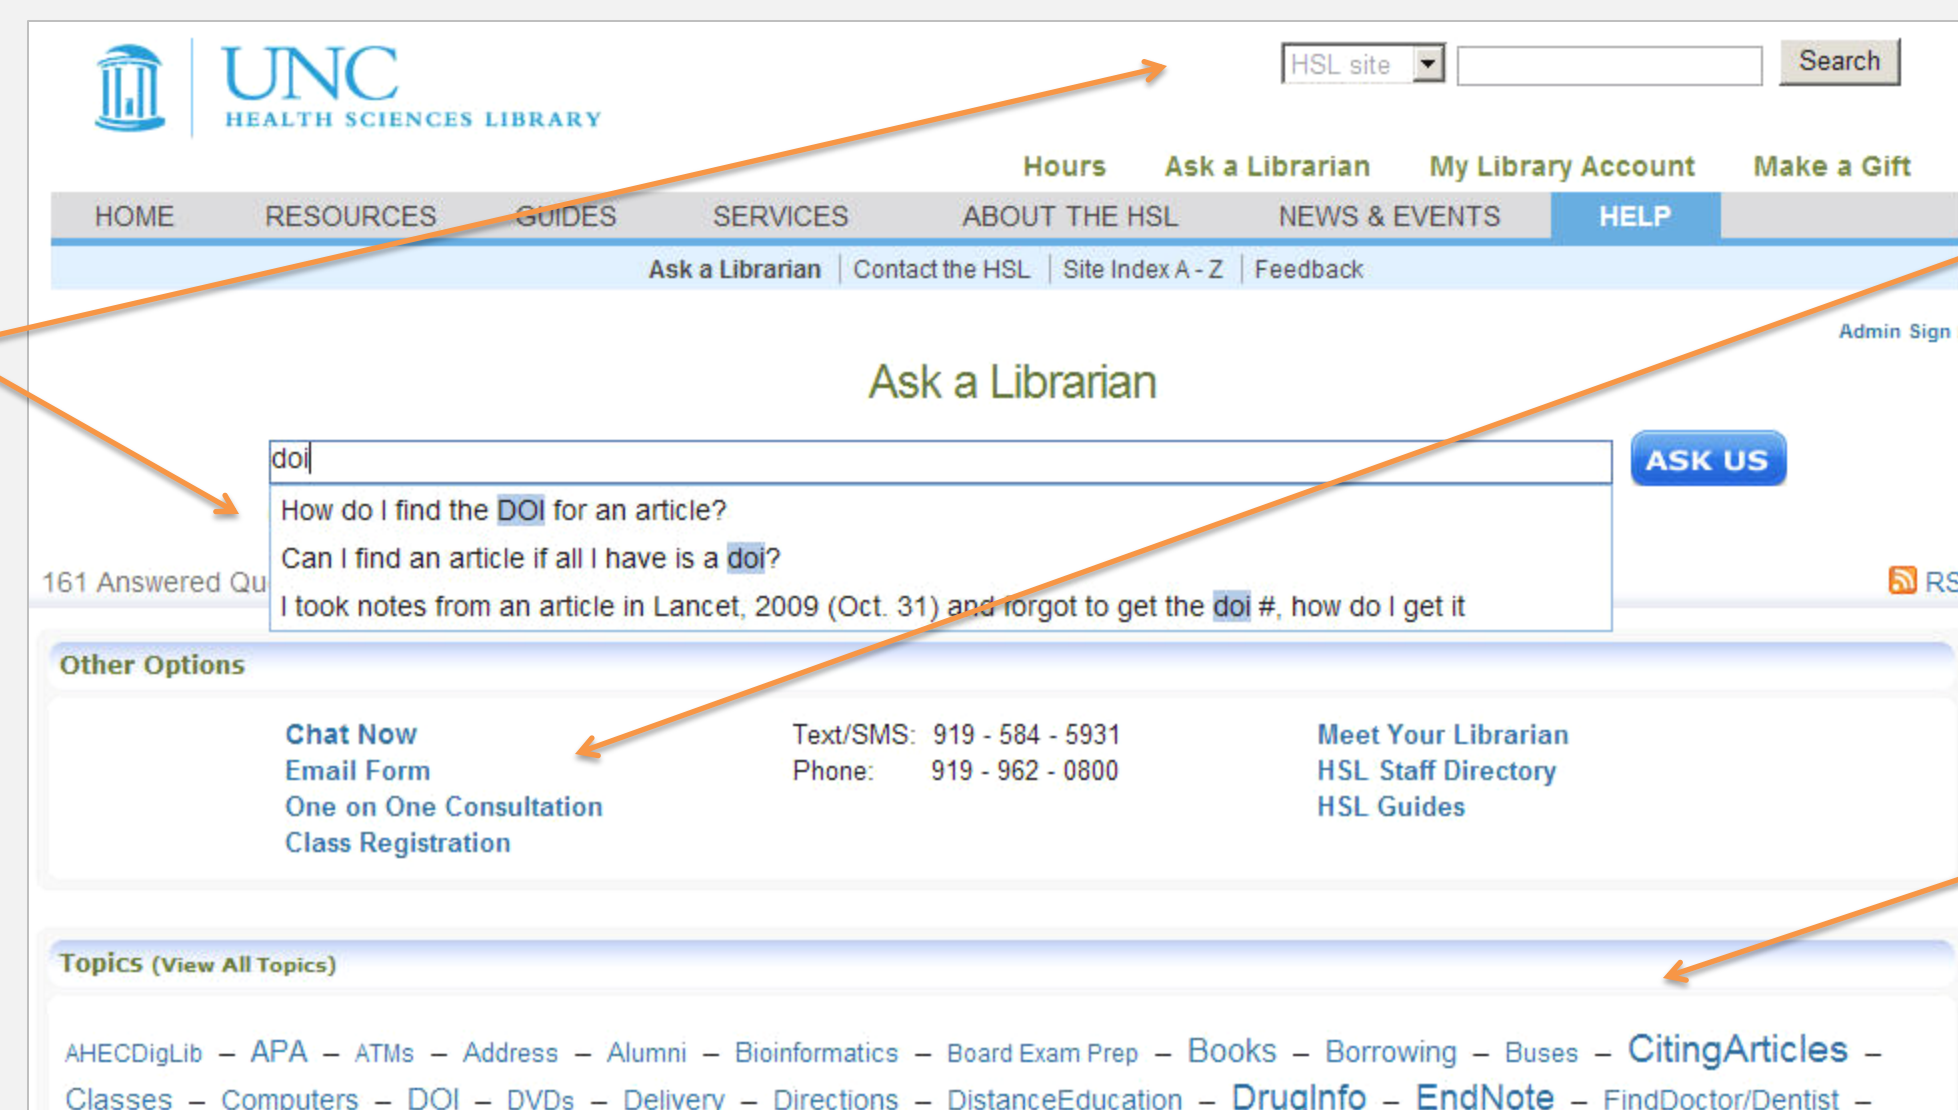 UNC
HEALTH SCIENCES LIBRARY
HSL site Search
Hours Ask a Librarian My Library Account Make a Gift
HOME RESOURCES GUIDES SERVICES ABOUT THE HSL NEWS & EVENTS HELP
Ask a Librarian | Contact the HSL | Site Index A - Z | Feedback
Admin Sign
Ask a Librarian
doi ASK US
How do I find the DOI for an article?
Can I find an article if all I have is a doi?
161 Answered Qu RS
I took notes from an article in Lancet, 2009 (Oct. 31) and forgot to get the doi #, how do I get it
Other Options
Chat Now Text/SMS: 919 - 584 - 5931 Meet Your Librarian
Email Form Phone: 919 - 962 - 0800 HSL Staff Directory
One on One Consultation HSL Guides
Class Registration
Topics (View All Topics)
AHECDigLib – APA – ATMs – Address – Alumni – Bioinformatics – Board Exam Prep – Books – Borrowing – Buses – CitingArticles –
Classes – Computers – DOI – DVDs – Delivery – Directions – DistanceEducation – DrugInfo – EndNote – FindDoctor/Dentist –